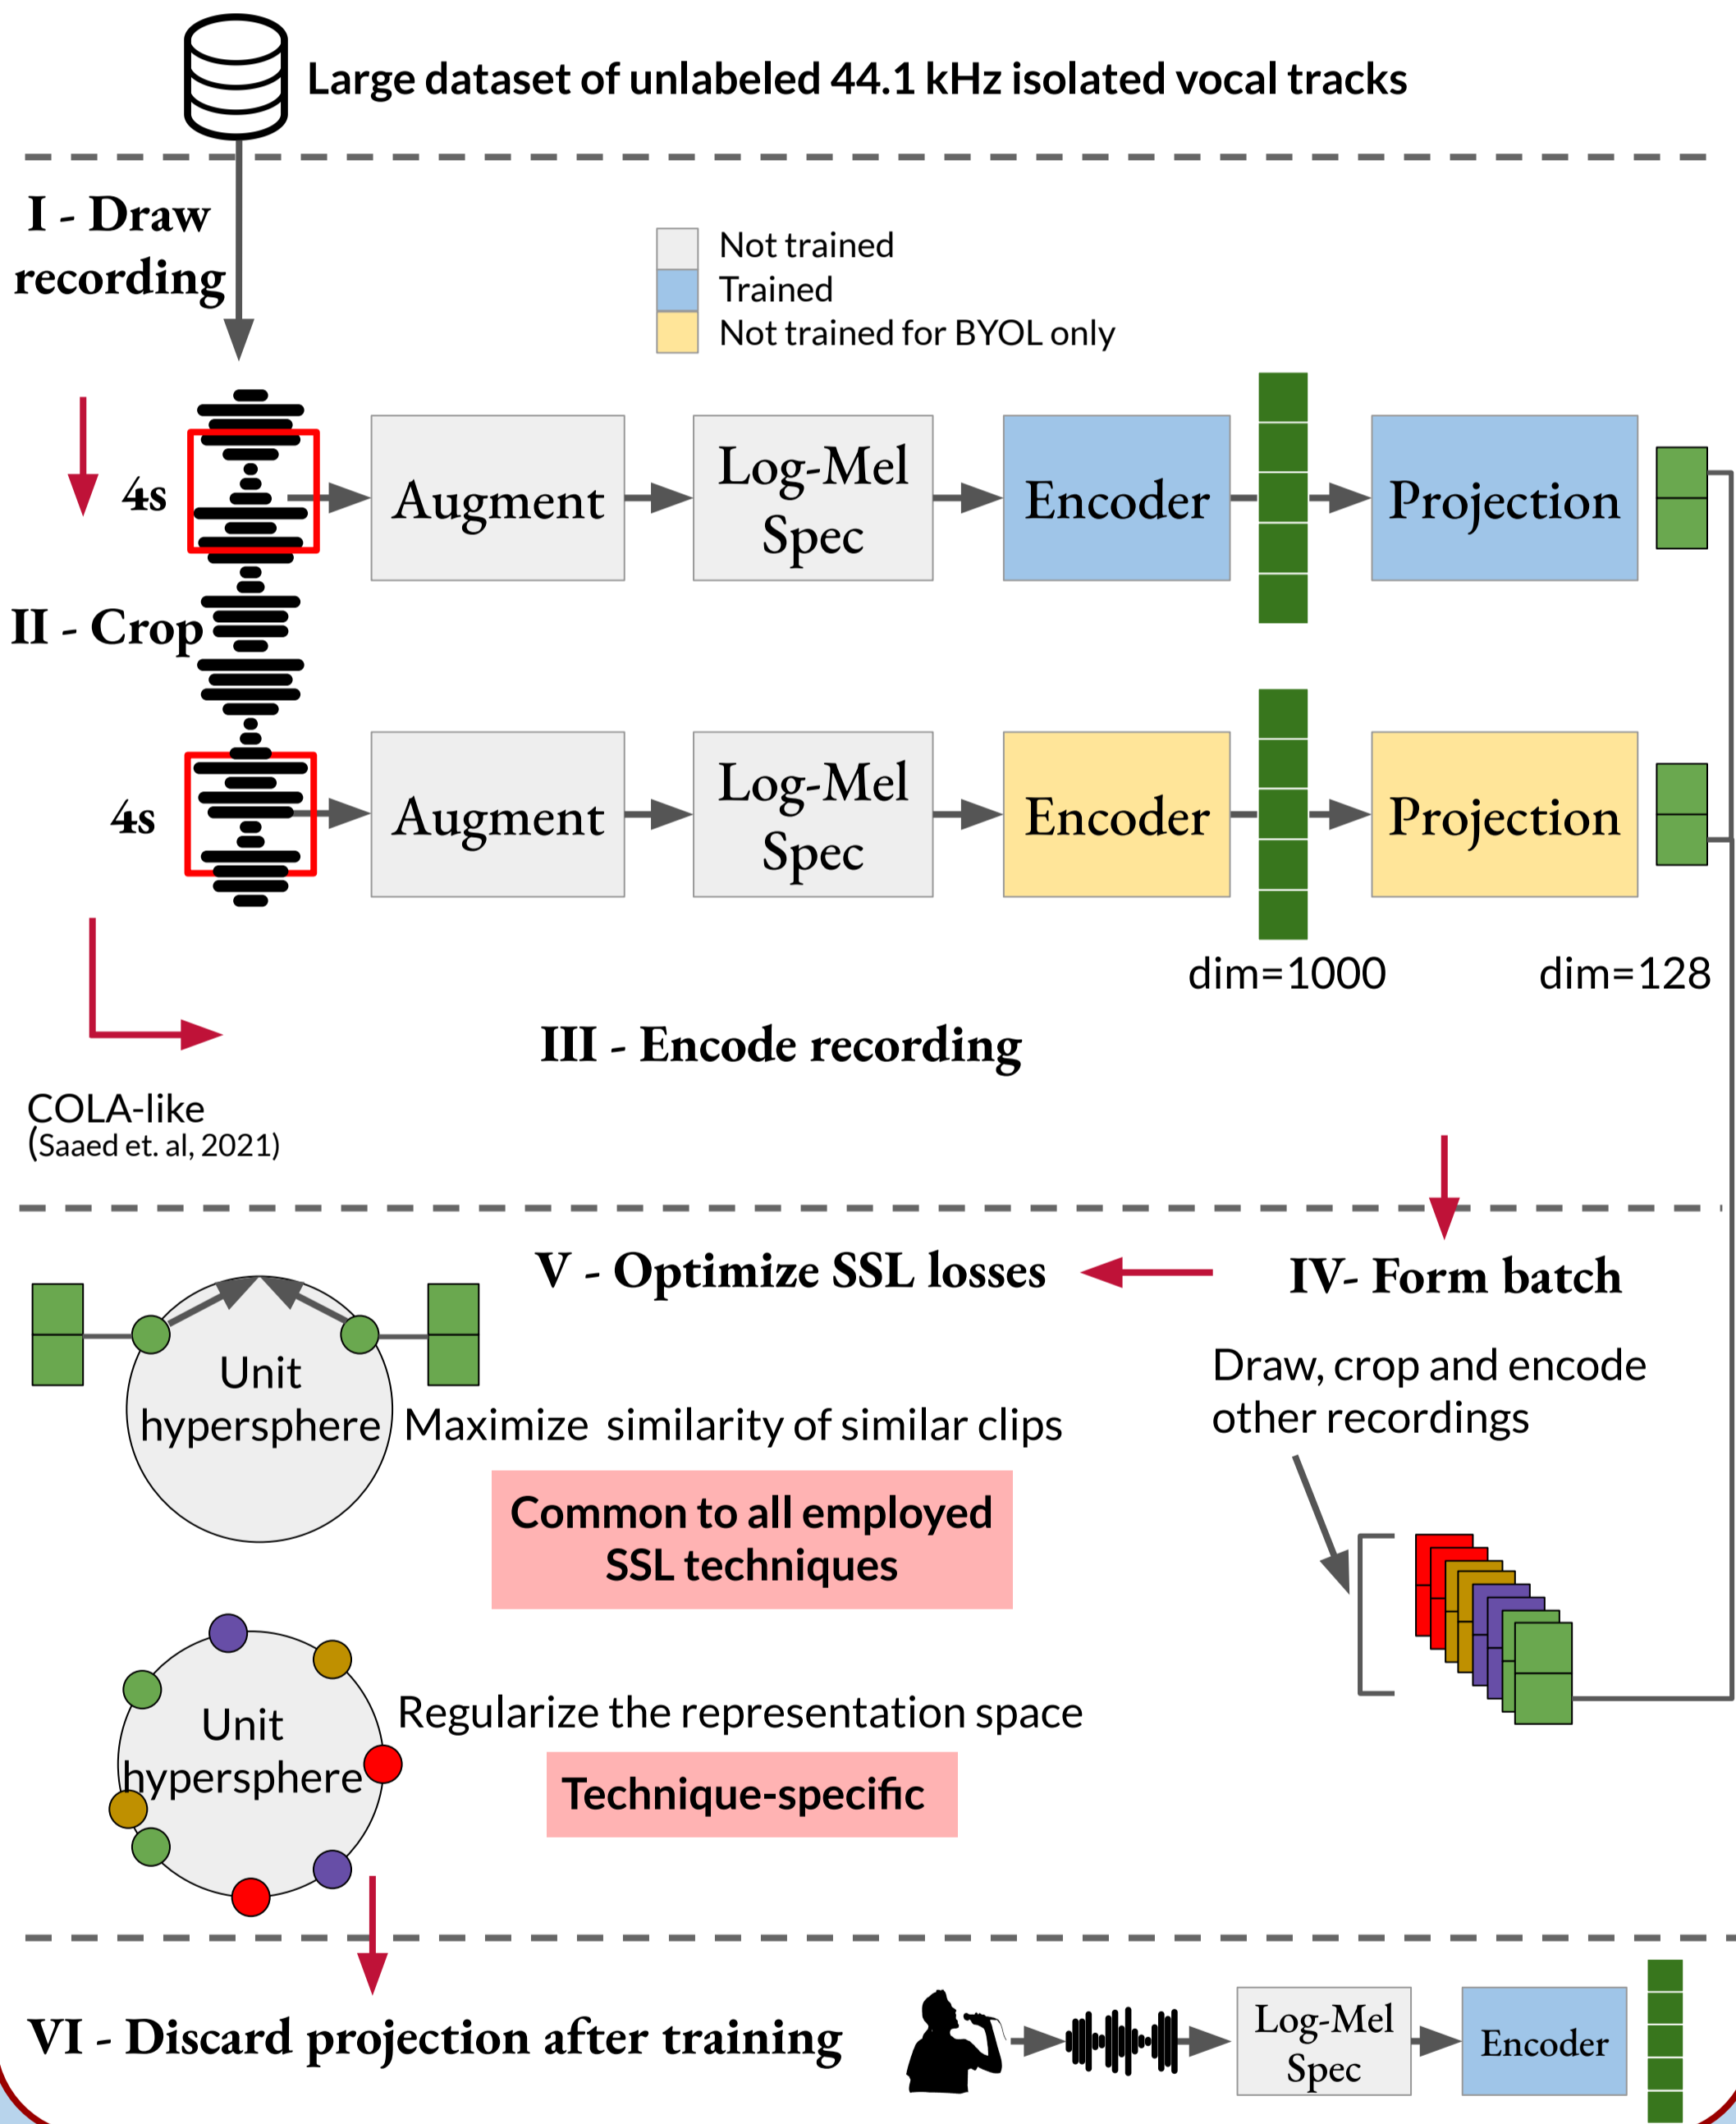 Large dataset of unlabeled 44.1 kHz isolated vocal tracks
I - Draw
recording
Not trained
Trained
Not trained for BYOL only
4s
Augment
Log-Mel
Spec
Encoder
Projection
II - Crop
4s
Augment
Log-Mel
Spec
Encoder
Projection
dim=1000
dim=128
III - Encode recording
COLA-like
(Saaed et. al, 2021)
V - Optimize SSL losses
IV- Form batch
Unit
hypersphere
Maximize similarity of similar clips
Draw, crop and encode
other recordings
Common to all employed
SSL techniques
Unit
hypersphere
Regularize the representation space
Technique-specific
VI - Discard projection after training
Log-Mel
Spec
Encoder